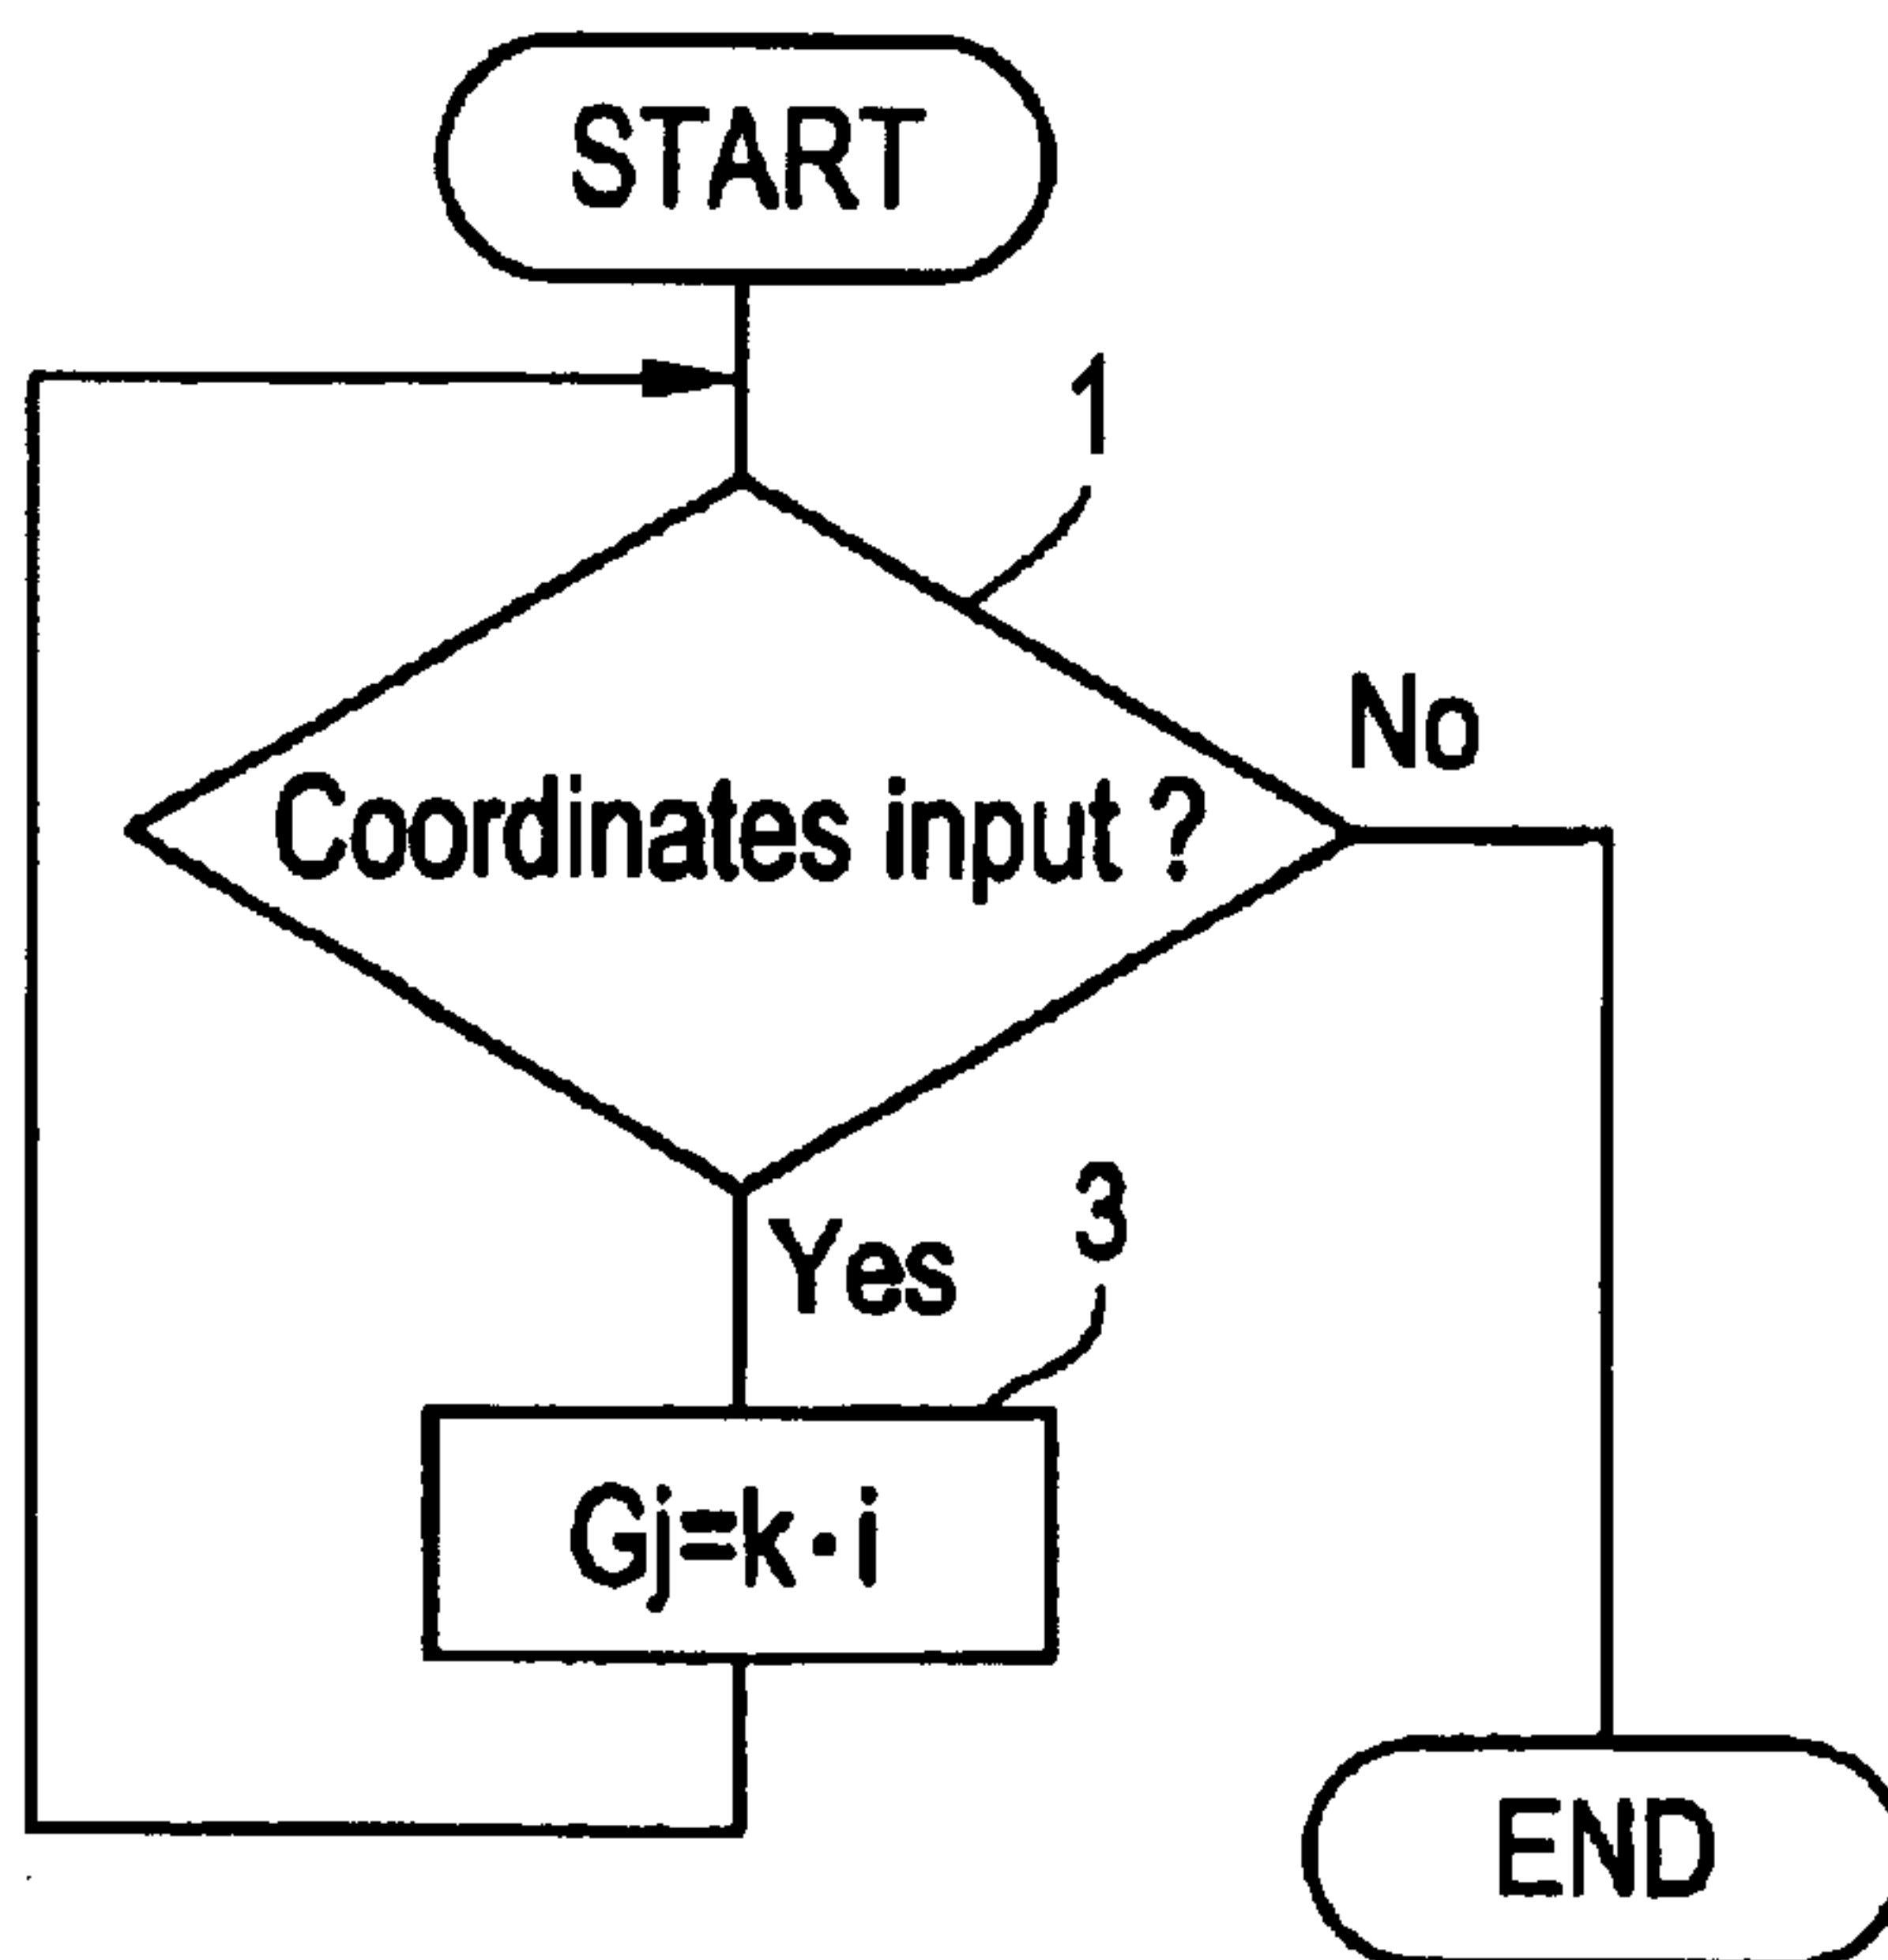 START
1
No
Coordinates input ?
Yes
3
Gj=k·i
END